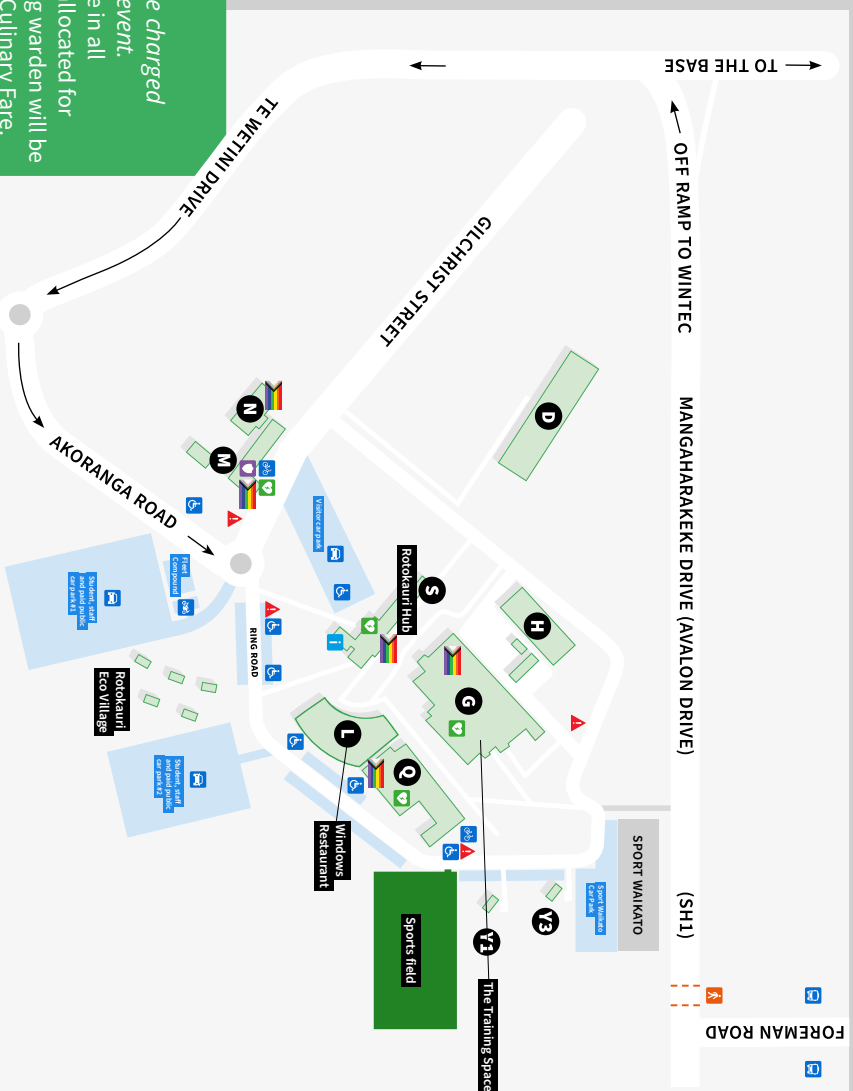 e charged
event.
e in all
allocated for
g warden will be
Culinary Fare.
TO THE BASE
TE WETINI DRIVE
OFF RAMP TO WINTEC
GILCHRIST STREET
MANGAHARAKEKE DRIVE (AVALON DRIVE)
(SH1)
AKORANGA ROAD
N
M
D
Visitor car park
Rotokauri Hub
S
H
Fleet
Compound
Student, staff
and paid public
car park #1
RING ROAD
i
Rotokauri
Eco Village
G
L
Q
Student, staff
and paid public
car park #2
Windows
Restaurant
SPORT WAIKATO
Sport Waikato
Car Park
Sports field
Y3
Y1
The Training Space
FOREMAN ROAD